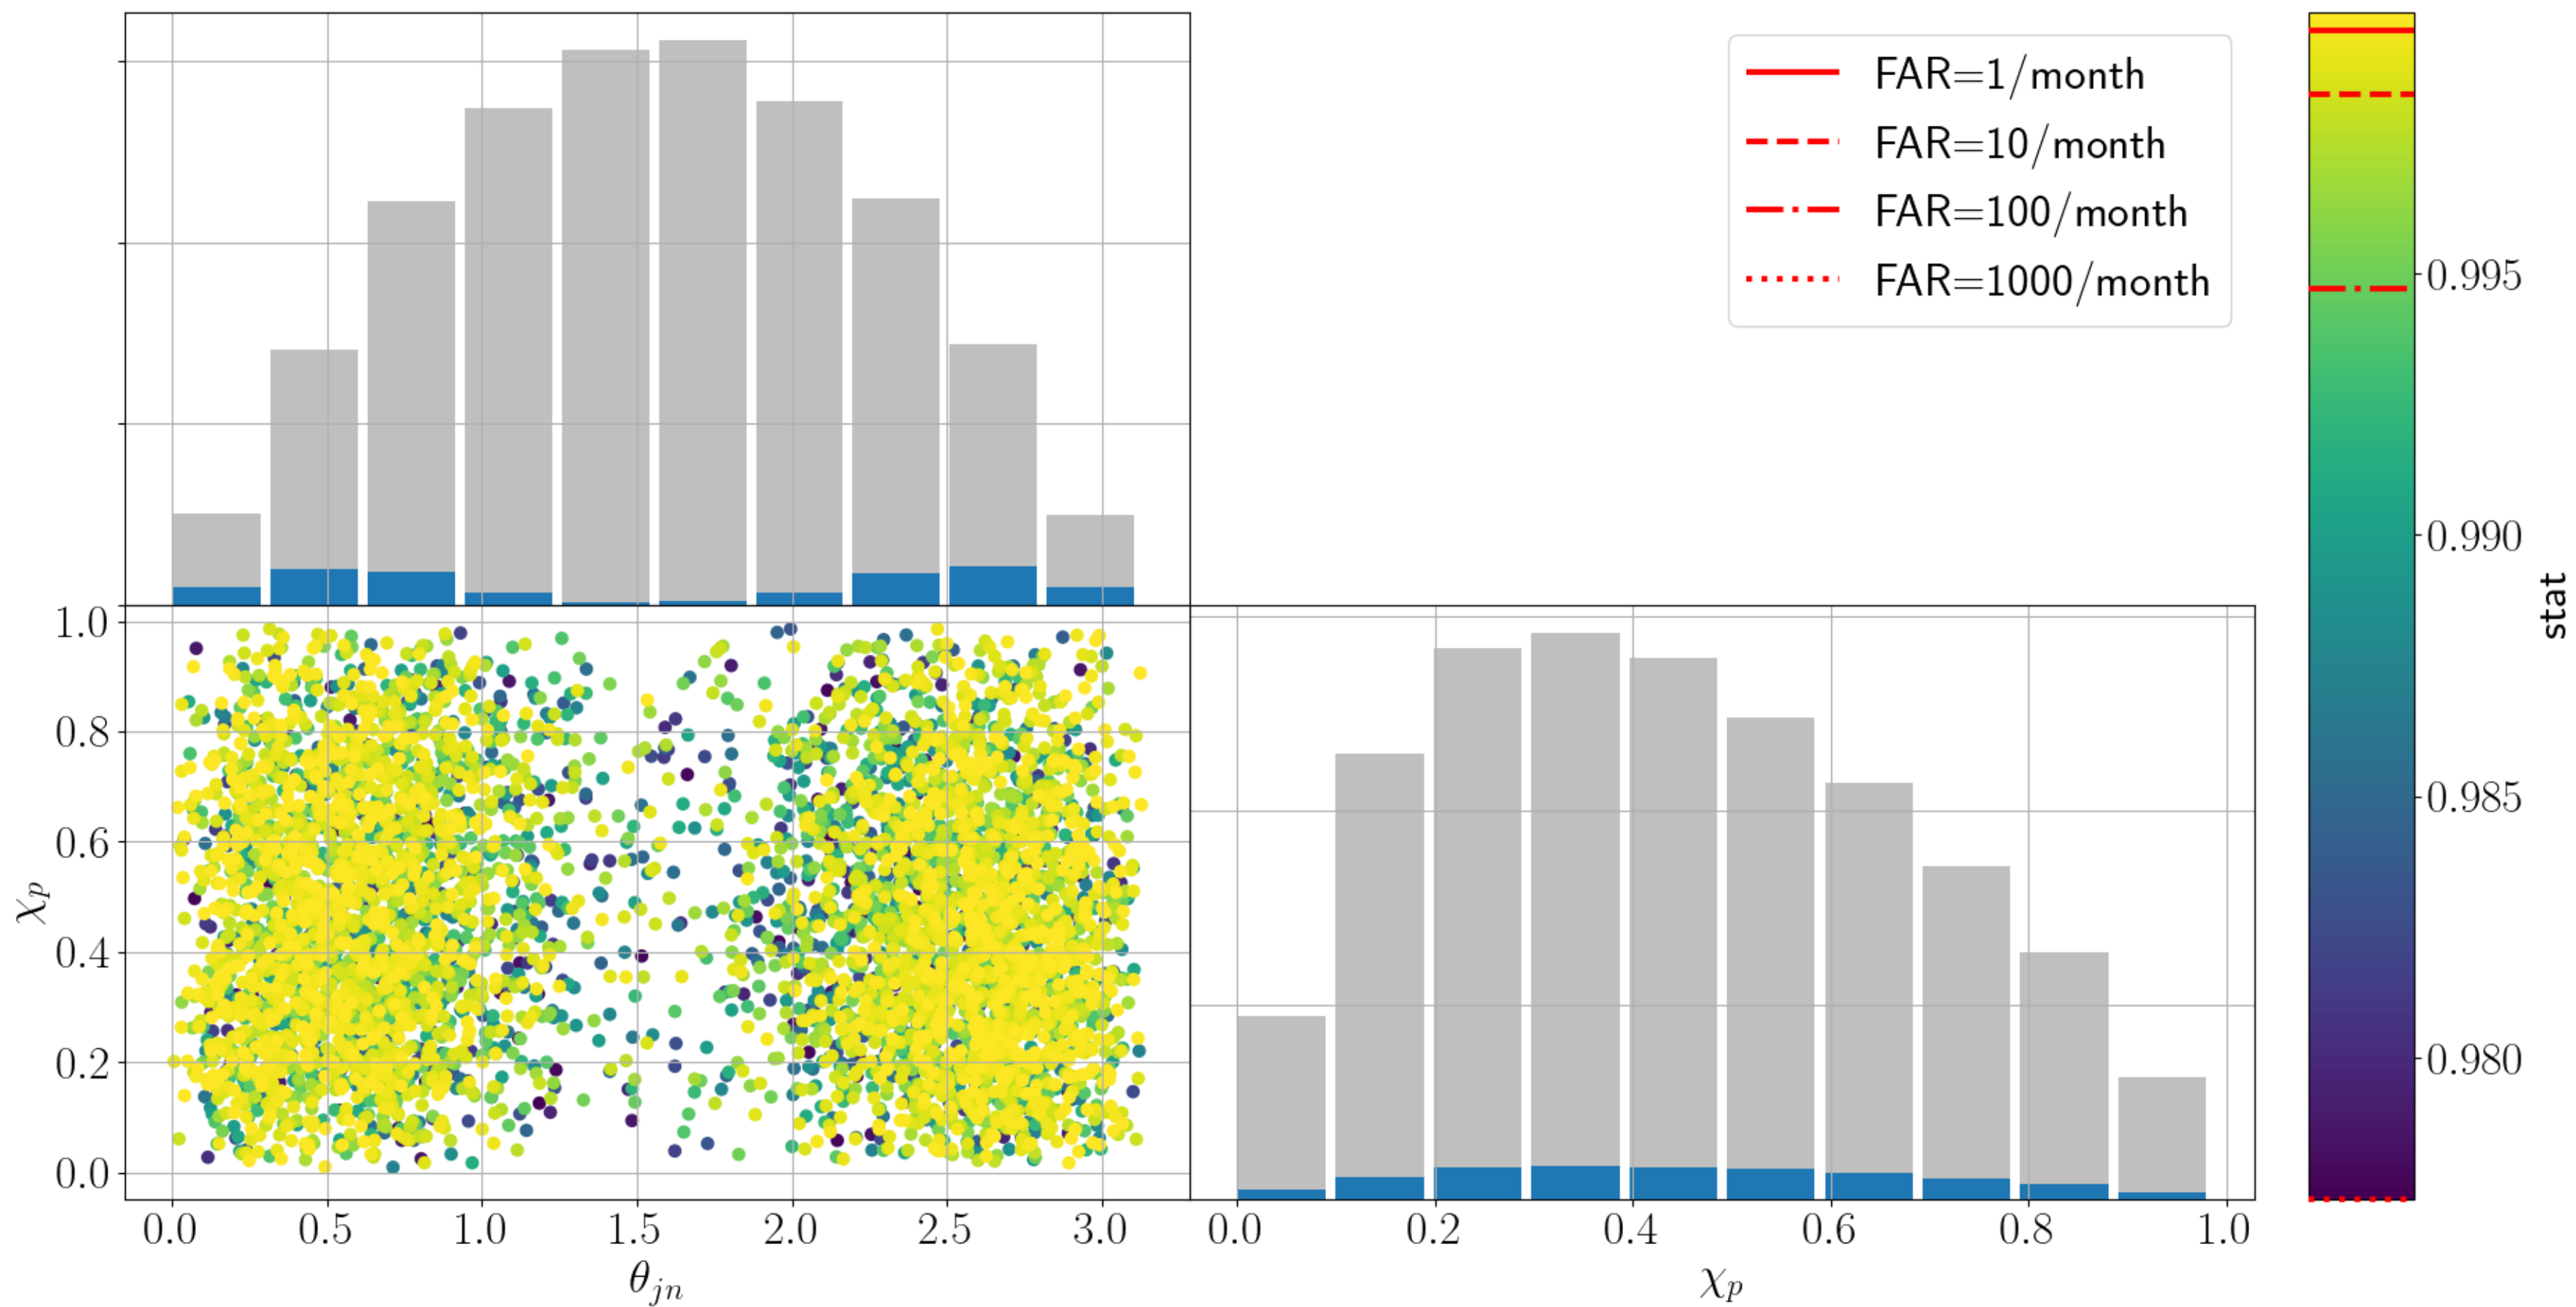 FAR=1/month
FAR=10/month
FAR=100/month
FAR=1000/month
0.995
0.990
0.985
0.980
stat
1.0
0.8
0.6
0.4
0.2
0.0
χp
0.0 0.5 1.0 1.5 2.0 2.5 3.0
θjn
0.0 0.2 0.4 0.6 0.8 1.0
χp